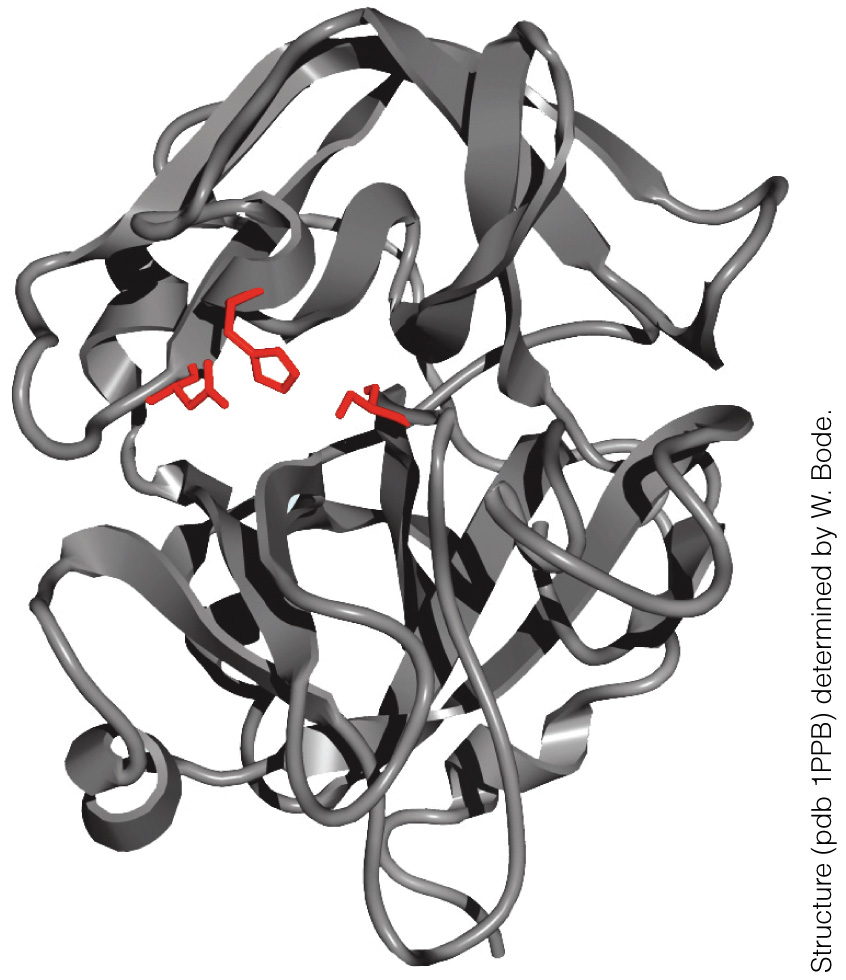 Structure (pdb 1PPB) determined by W. Bode.